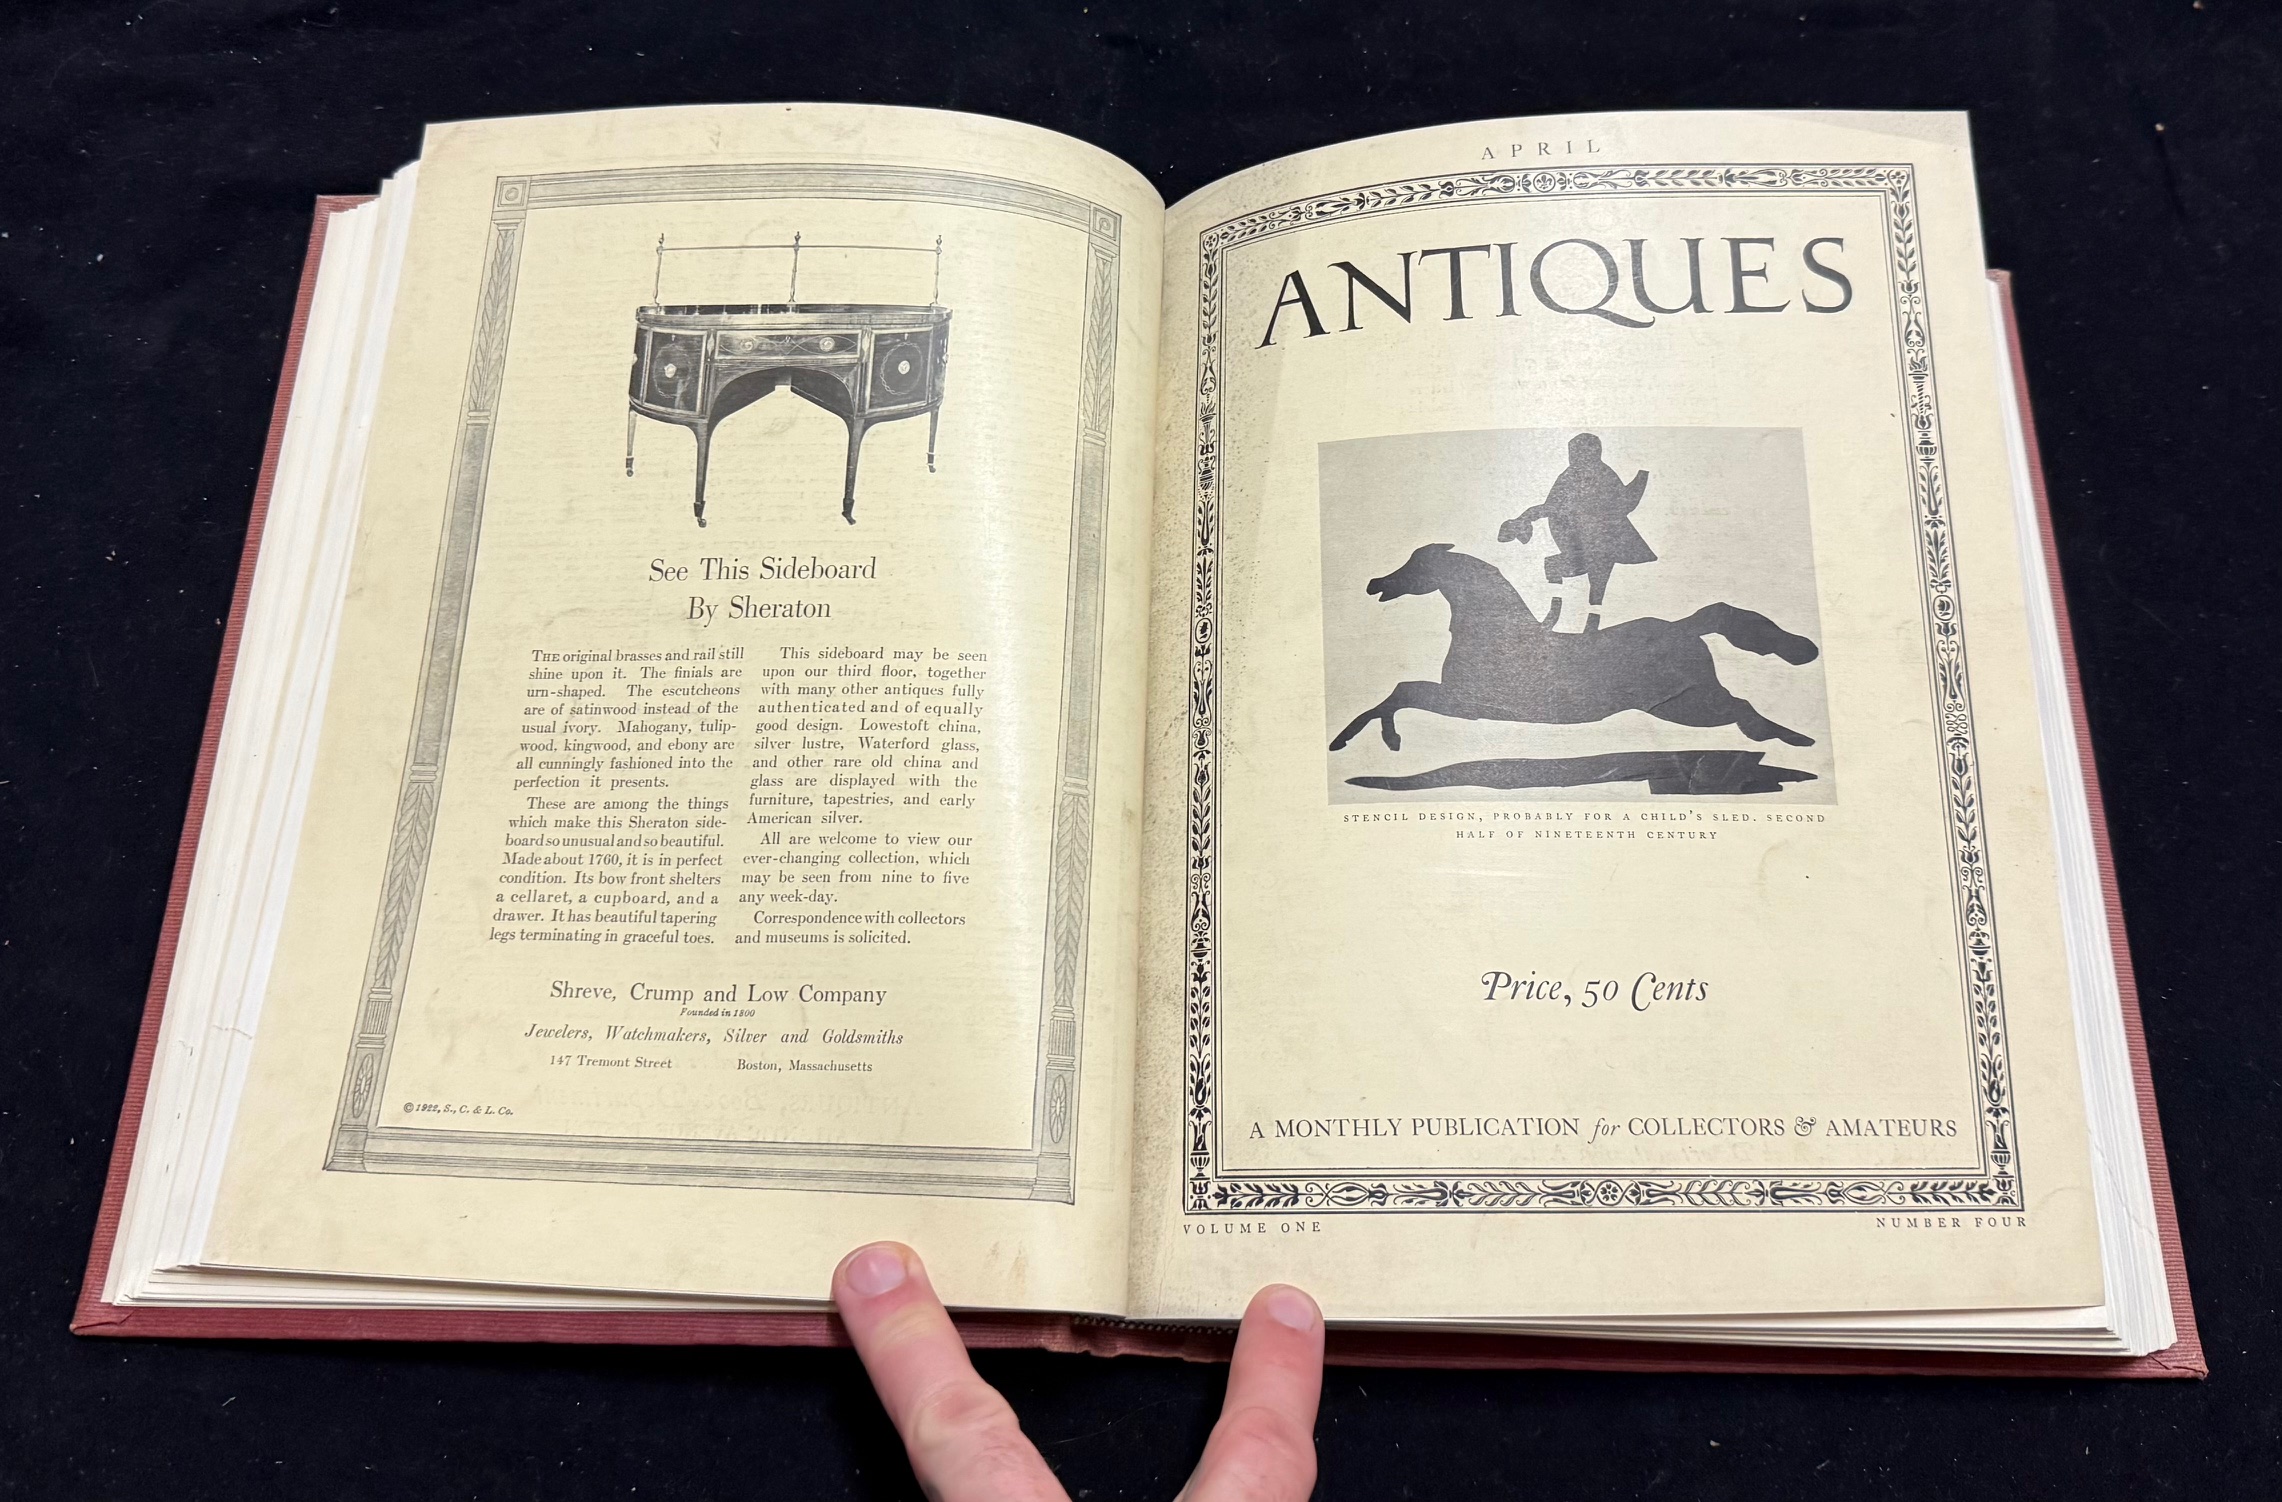 See This Sideboard
By Sheraton
THE original brasses and rail still
shine upon it. The finials are
urn-shaped. The escutcheons
are of satinwood instead of the
usual ivory. Mahogany, tulip-
wood, kingwood, and ebony are
all cunningly fashioned into the
perfection it presents.
These are among the things
which make this Sheraton side-
board so unusual and so beautiful.
Made about 1760, it is in perfect
condition. Its bow front shelters
a cellaret, a cupboard, and a
drawer. It has beautiful tapering
legs terminating in graceful toes.
This sideboard may be seen
upon our third floor, together
with many other antiques fully
authenticated and of equally
good design. Lowestoft china,
silver lustre, Waterford glass,
and other rare old china and
glass are displayed with the
furniture, tapestries, and early
American silver.
All are welcome to view our
ever-changing collection, which
may be seen from nine to five
any week-day.
Correspondence with collectors
and museums is solicited.
Shreve, Crump and Low Company
Founded in 1800
Jewelers, Watchmakers, Silver and Goldsmiths
147 Tremont Street Boston, Massachusetts
© 1922, S., C. & L. Co.
APRIL
ANTIQUES
STENCIL DESIGN, PROBABLY FOR A CHILD'S SLED. SECOND
HALF OF NINETEENTH CENTURY
Price, 50 Cents
A MONTHLY PUBLICATION for COLLECTORS & AMATEURS
VOLUME ONE NUMBER FOUR